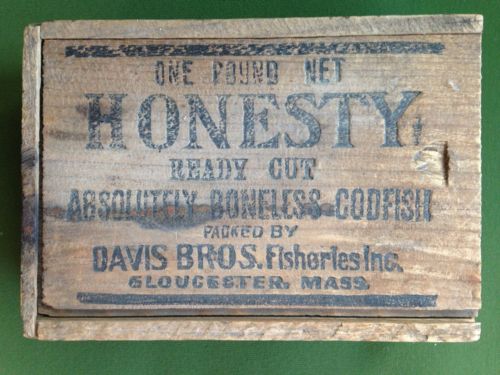 ONE POUND NET
HONESTY
READY CUT
ABSOLUTELY BONELESS CODFISH
PACKED BY
DAVIS BROS. Fisheries Inc.
GLOUCESTER, MASS.